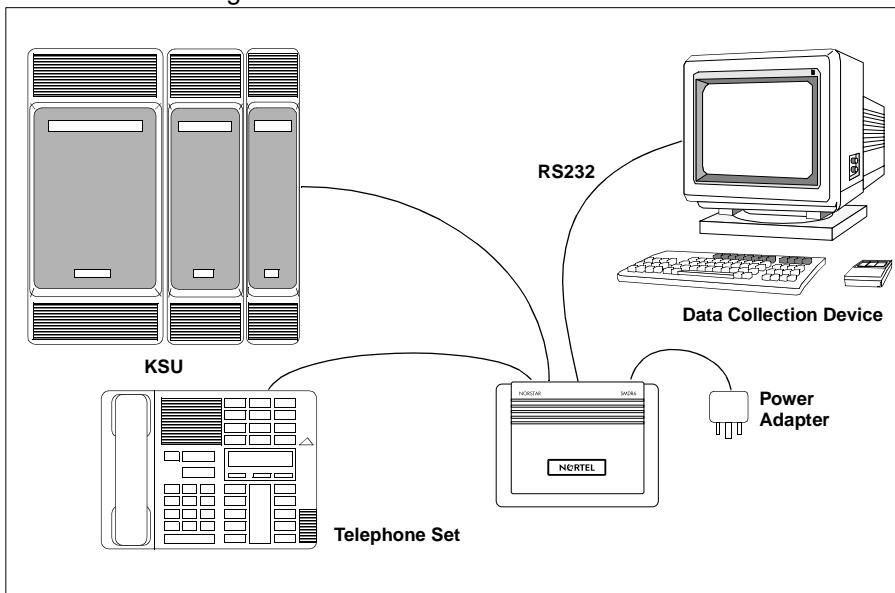 RS232
Data Collection Device
KSU
NORSTAR SMDR6
Power
Adapter
NORTEL
Telephone Set